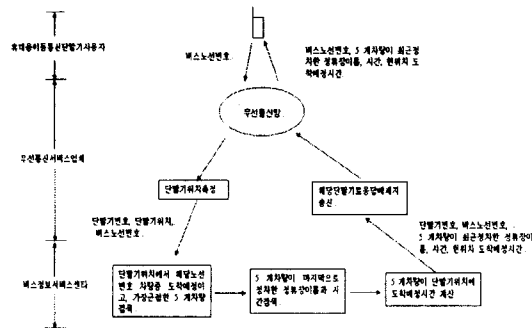 휴대용이동통신단말기사용자
버스노선번호.
버스노선번호, 5 개차량이 최근정
차한 정류장이름, 시간, 현위치 도
착예정시간
무선통신망
무선통신서비스업체
단말기위치측정
해당단말기로응답메세지
송신
단말기번호, 단말기위치,
버스노선번호.
단말기번호, 버스노선번호,
5 개차량이 최근정차한 정류장이
름, 시간, 현위치 도착예정시간.
버스정보서비스센타
단말기위치에서 해당노선
번호 차량중 도착예정이
고, 가장근접한 5 개차량
검색.
5 개차량이 마지막으로
정차한 정류장이름과 시
간검색.
5 개차량이 단말기위치에
도착예정시간 계산